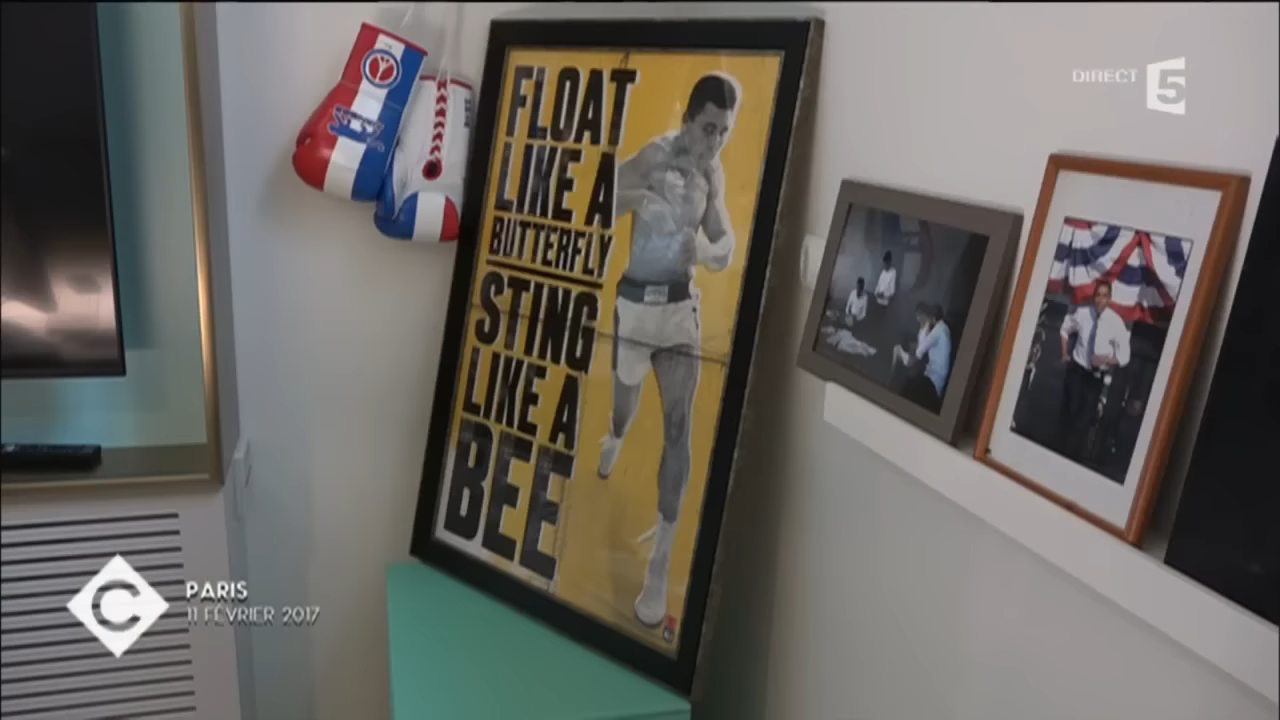 DIRECT 5
FLOAT
LIKE A
BUTTERFLY
STING
LIKE A
BEE
C
PARIS
11 FÉVRIER 2017